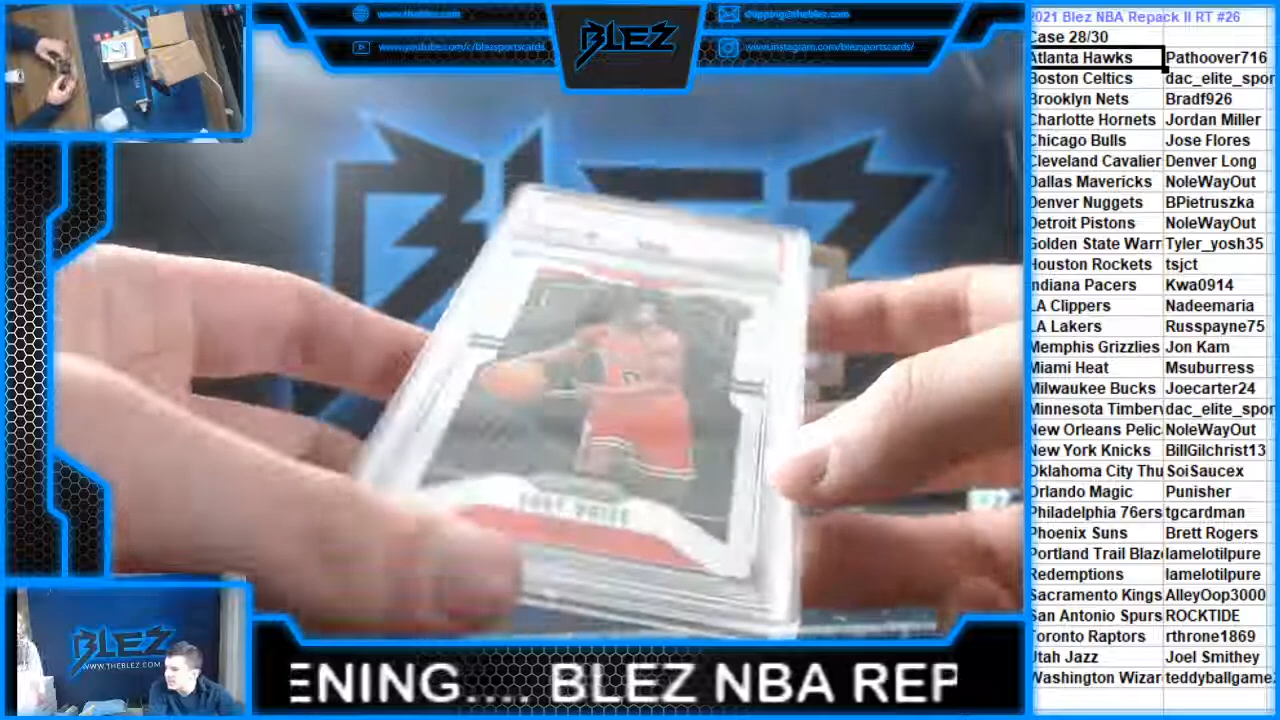 www.theblez.com
www.youtube.com/c/blezsportscards
BLEZ
shipping@theblez.com
www.instagram.com/blezsportscards/
BLEZ
BLEZ
WWW.THEBLEZ.COM
ENING.... BLEZ NBA REP
2021 Blez NBA Repack II RT #26
Case 28/30
Atlanta Hawks Pathoover716
Boston Celtics dac_elite_spor
Brooklyn Nets Bradf926
Charlotte Hornets Jordan Miller
Chicago Bulls Jose Flores
Cleveland Cavalier Denver Long
Dallas Mavericks NoleWayOut
Denver Nuggets BPietruszka
Detroit Pistons NoleWayOut
Golden State Warr Tyler_yosh35
Houston Rockets tsjct
Indiana Pacers Kwa0914
LA Clippers Nadeemaria
LA Lakers Russpayne75
Memphis Grizzlies Jon Kam
Miami Heat Msuburress
Milwaukee Bucks Joecarter24
Minnesota Timberv dac_elite_spor
New Orleans Pelic NoleWayOut
New York Knicks BillGilchrist13
Oklahoma City Thu SoiSaucex
Orlando Magic Punisher
Philadelphia 76ers tgcardman
Phoenix Suns Brett Rogers
Portland Trail Blaz lamelotilpure
Redemptions lamelotilpure
Sacramento Kings AlleyOop3000
San Antonio Spurs ROCKTIDE
Toronto Raptors rthrone1869
Utah Jazz Joel Smithey
Washington Wizar teddyballgame.